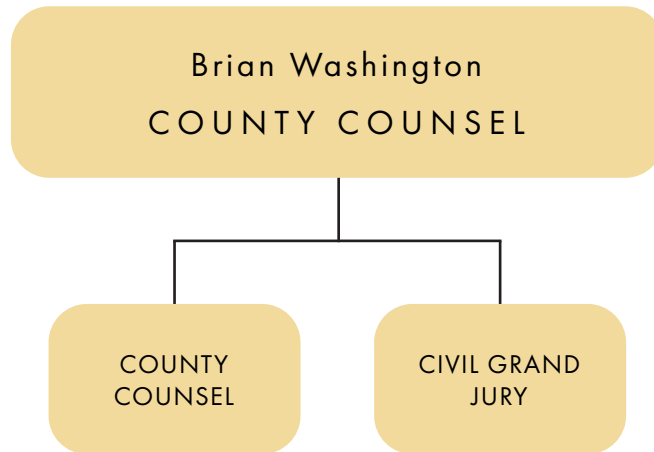 Brian Washington
COUNTY COUNSEL
COUNTY
COUNSEL
CIVIL GRAND
JURY